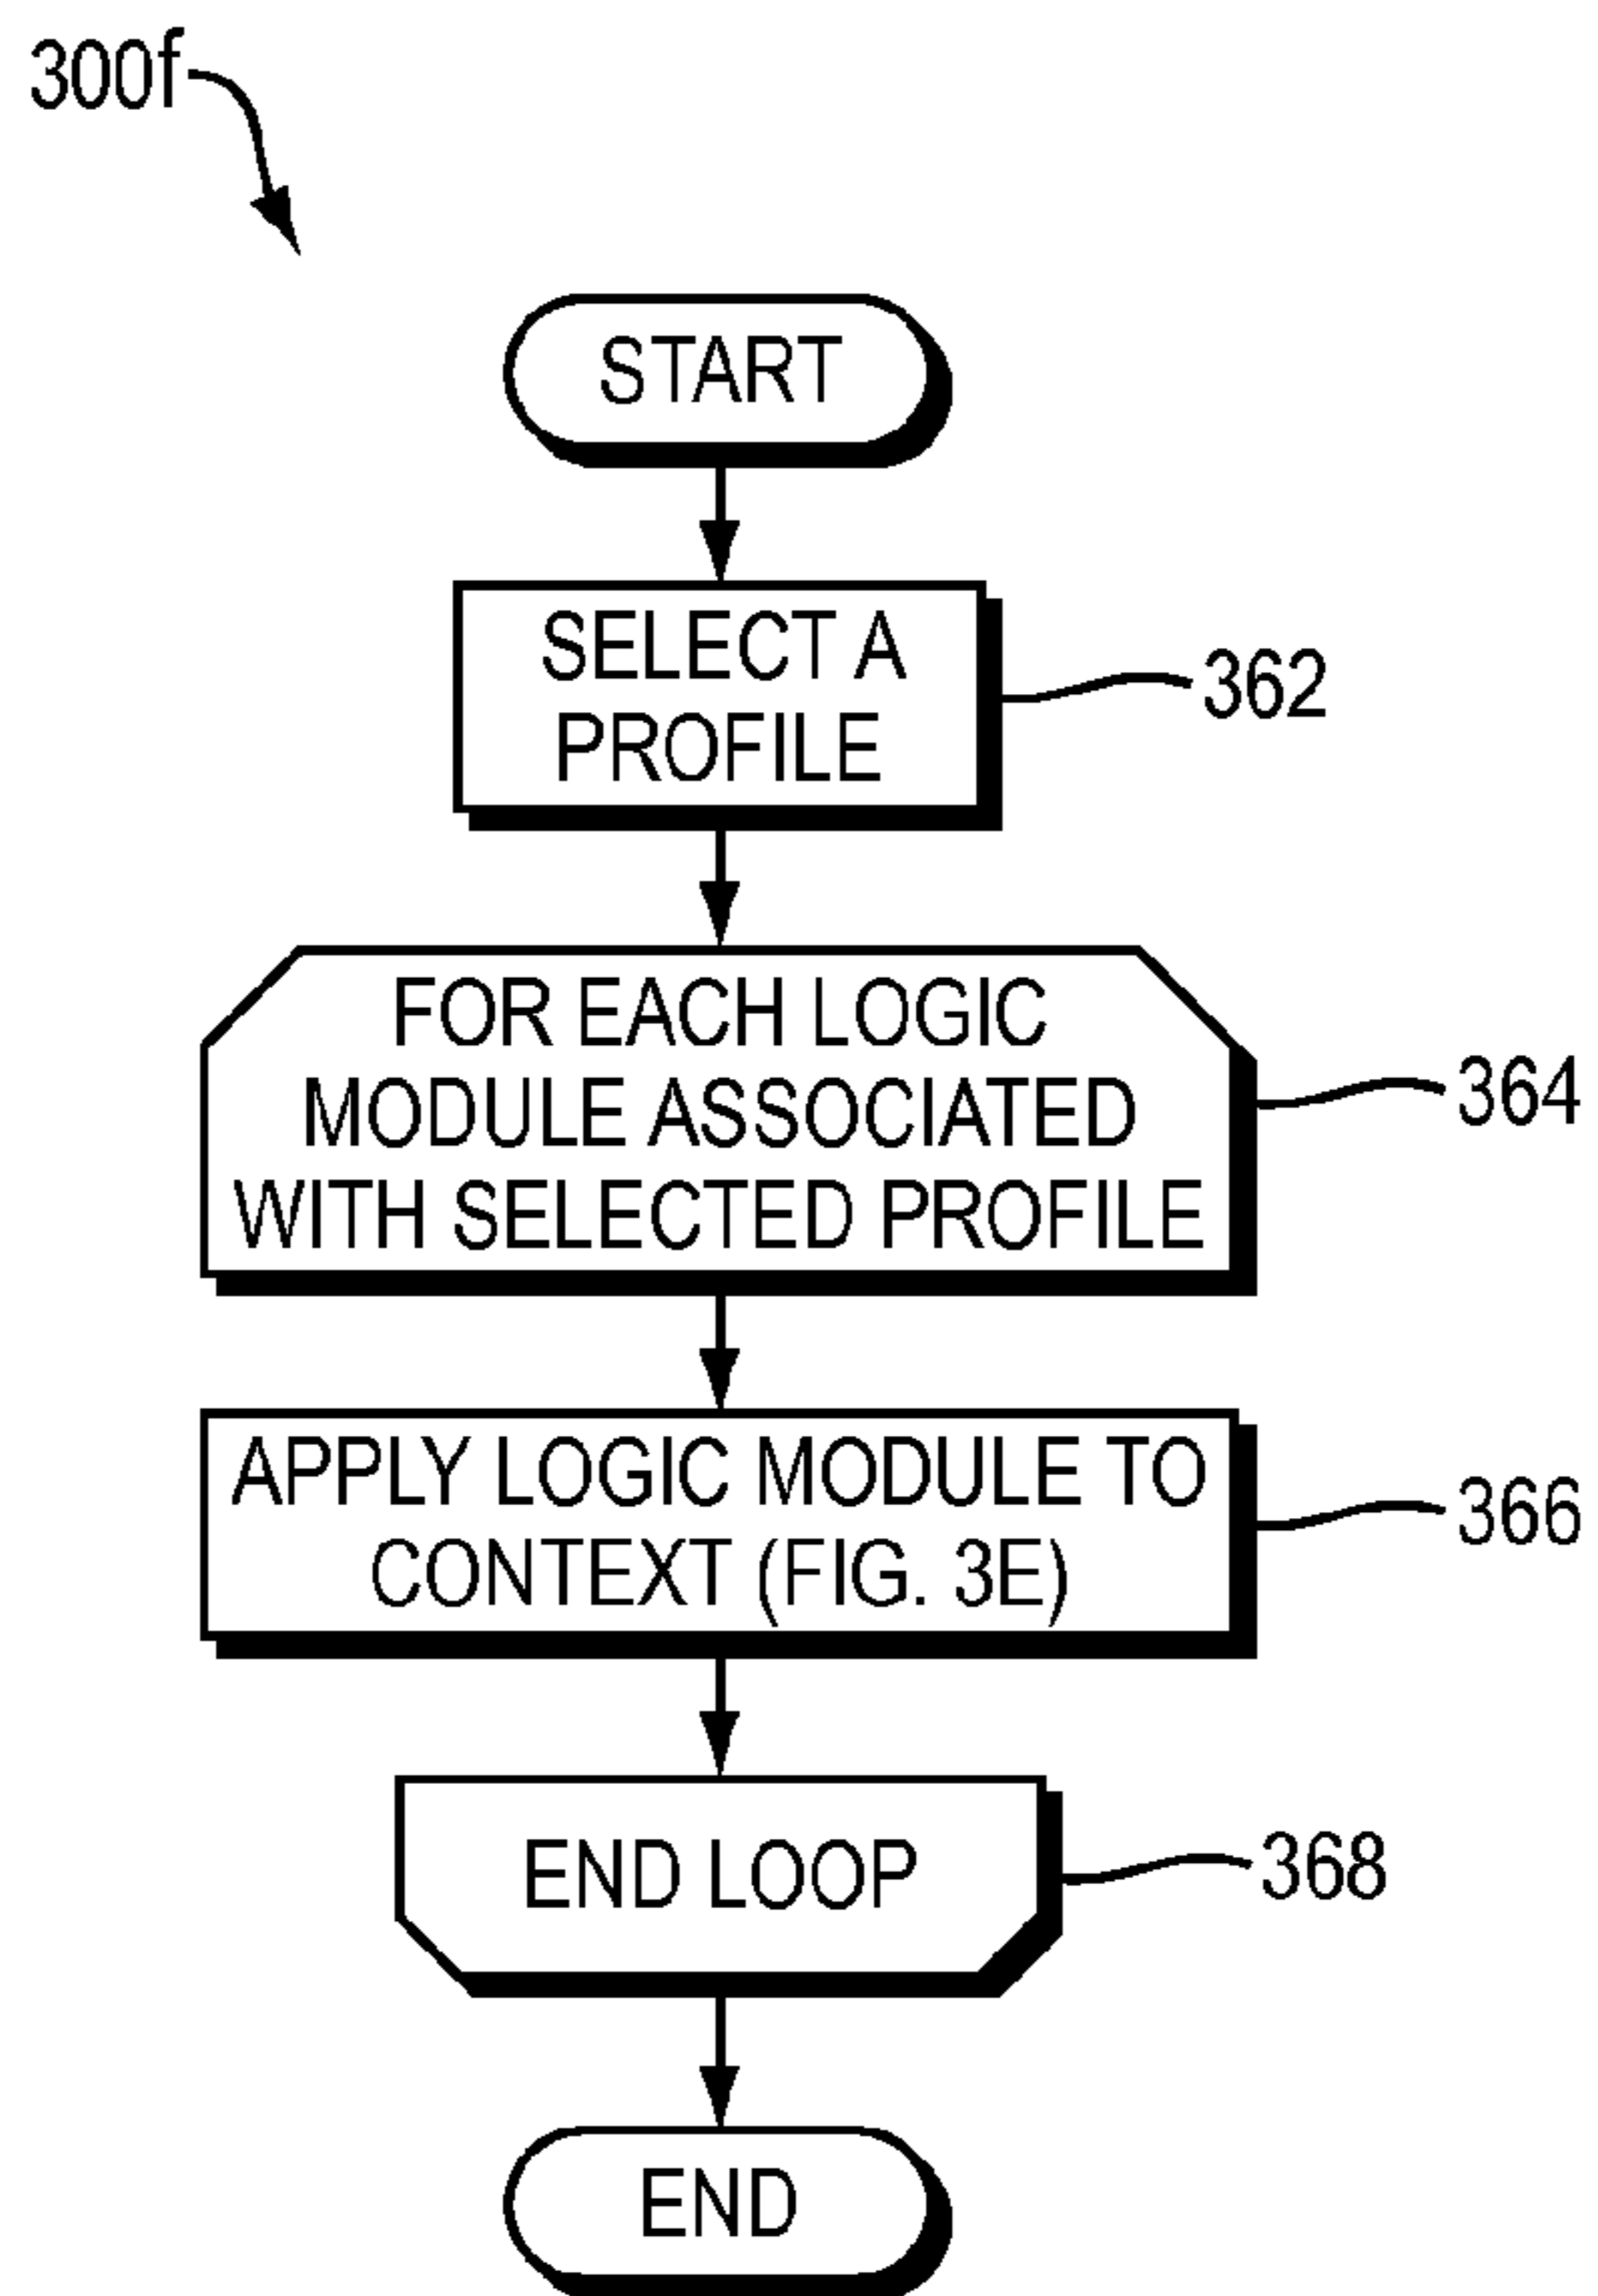 300f
START
SELECT A
PROFILE
362
FOR EACH LOGIC
MODULE ASSOCIATED
WITH SELECTED PROFILE
364
APPLY LOGIC MODULE TO
CONTEXT (FIG. 3E)
366
END LOOP
368
END